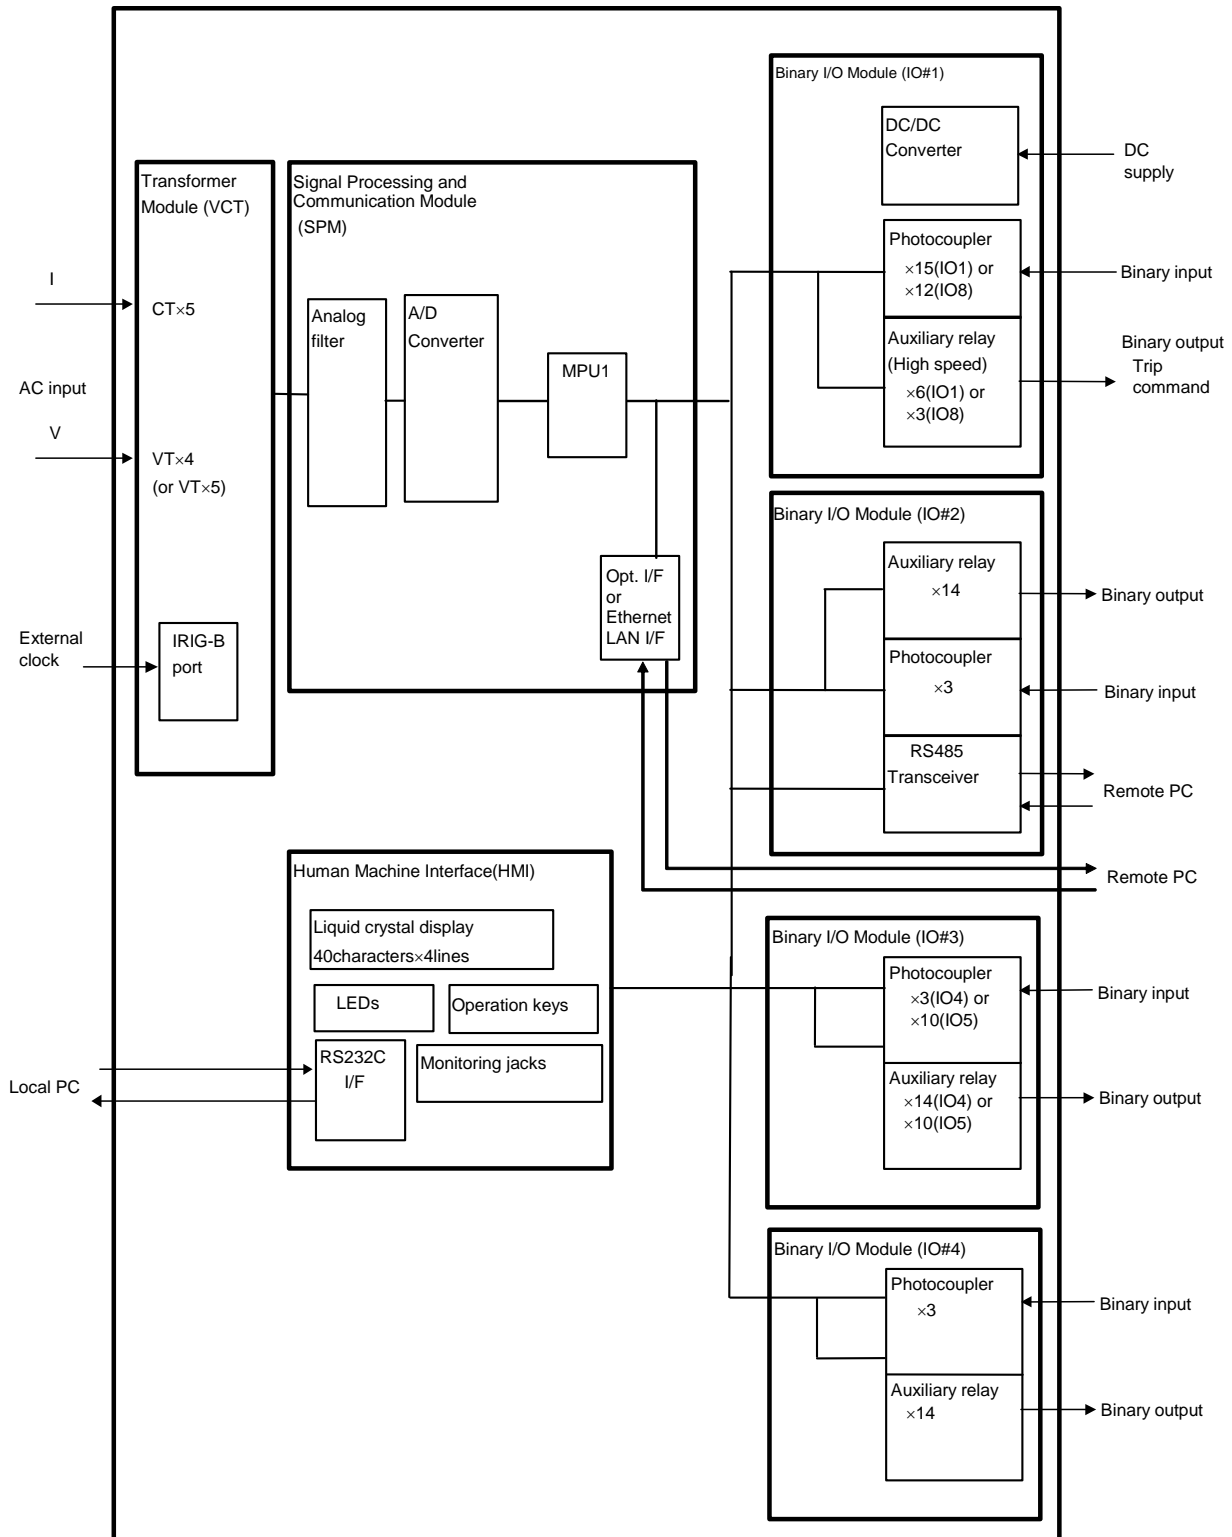 Binary I/O Module (IO#1)
DC/DC
Converter
DC
supply
Transformer
Module (VCT)
Signal Processing and
Communication Module
(SPM)
Photocoupler
×15(IO1) or
×12(IO8)
Binary input
I
CT×5
Analog
filter
A/D
Converter
MPU1
Auxiliary relay
(High speed)
×6(IO1) or
×3(IO8)
Binary output
Trip
command
AC input
V
VT×4
(or VT×5)
Binary I/O Module (IO#2)
Auxiliary relay
×14
Binary output
Opt. I/F
or
Ethernet
LAN I/F
External
clock
IRIG-B
port
Photocoupler
×3
Binary input
RS485
Transceiver
Remote PC
Human Machine Interface(HMI)
Remote PC
Liquid crystal display
40characters×4lines
Binary I/O Module (IO#3)
LEDs
Operation keys
Photocoupler
×3(IO4) or
×10(IO5)
Binary input
RS232C
I/F
Monitoring jacks
Local PC
Auxiliary relay
×14(IO4) or
×10(IO5)
Binary output
Binary I/O Module (IO#4)
Photocoupler
×3
Binary input
Auxiliary relay
×14
Binary output